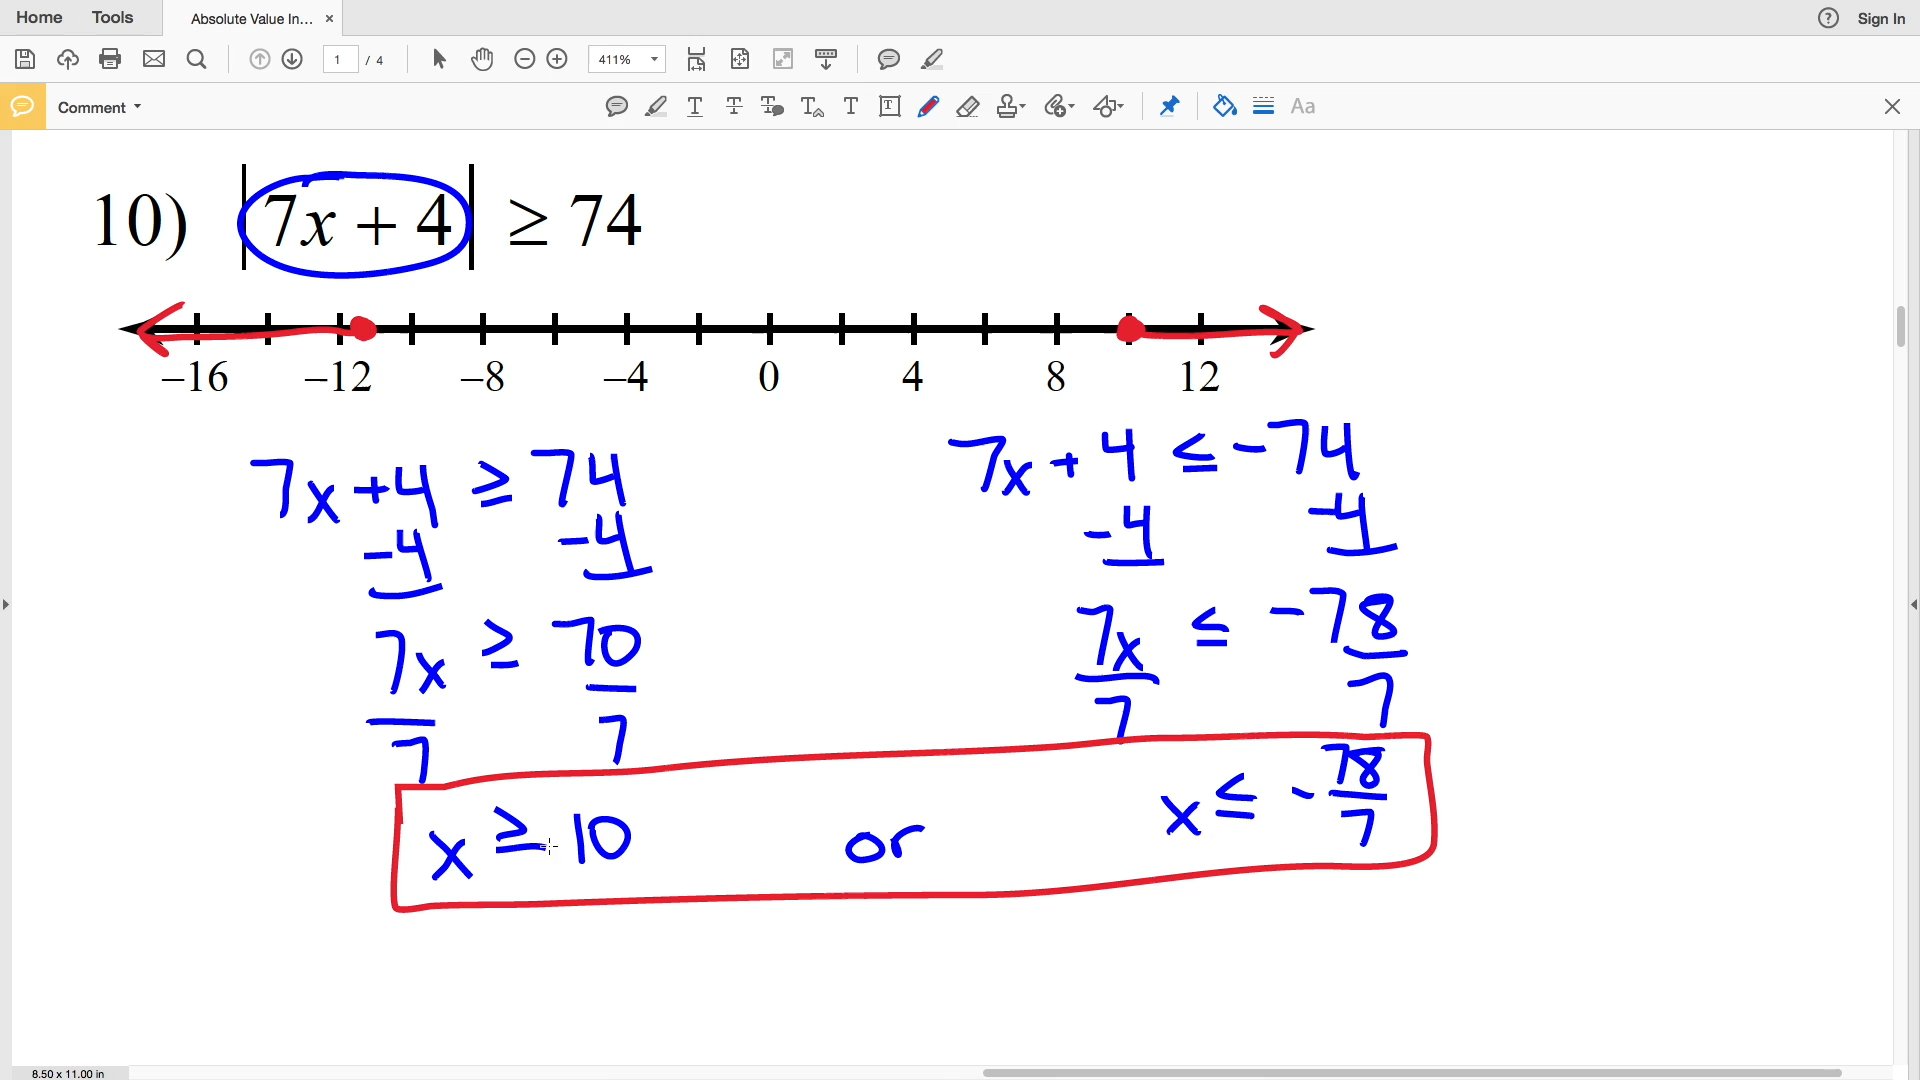 Home Tools Absolute Value In... × ? Sign In
1 / 4 411%
Comment Aa
10) |7x + 4| ≥ 74
–16 –12 –8 –4 0 4 8 12
7x+4 ≥ 74 7x + 4 ≤ -74
-4 -4 -4 -4
7x ≥ 70 7x ≤ -78
7 7 7 7
x ≥ 10 or x ≤ - 78/7
8.50 x 11.00 in